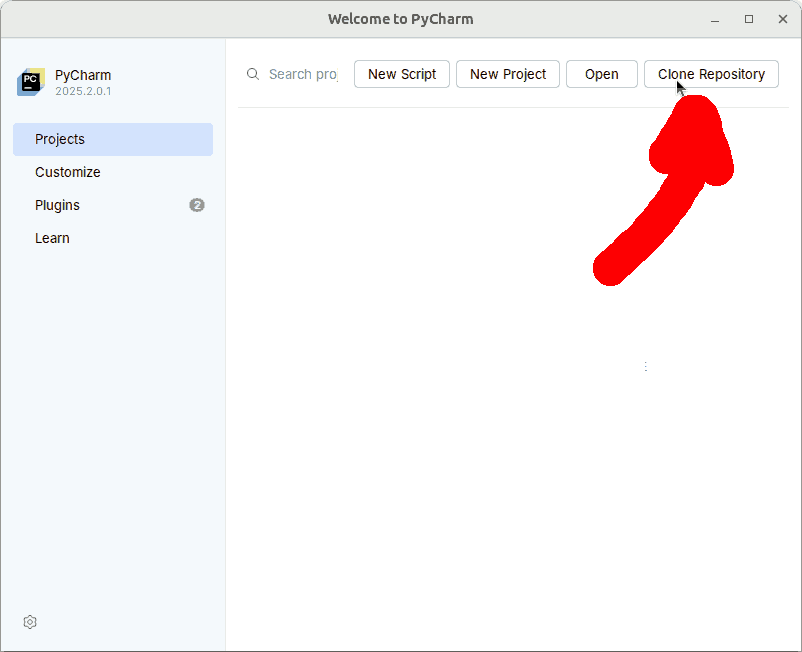 Welcome to PyCharm
PC
PyCharm
2025.2.0.1
Search proj
New Script
New Project
Open
Clone Repository
Projects
Customize
Plugins
2
Learn